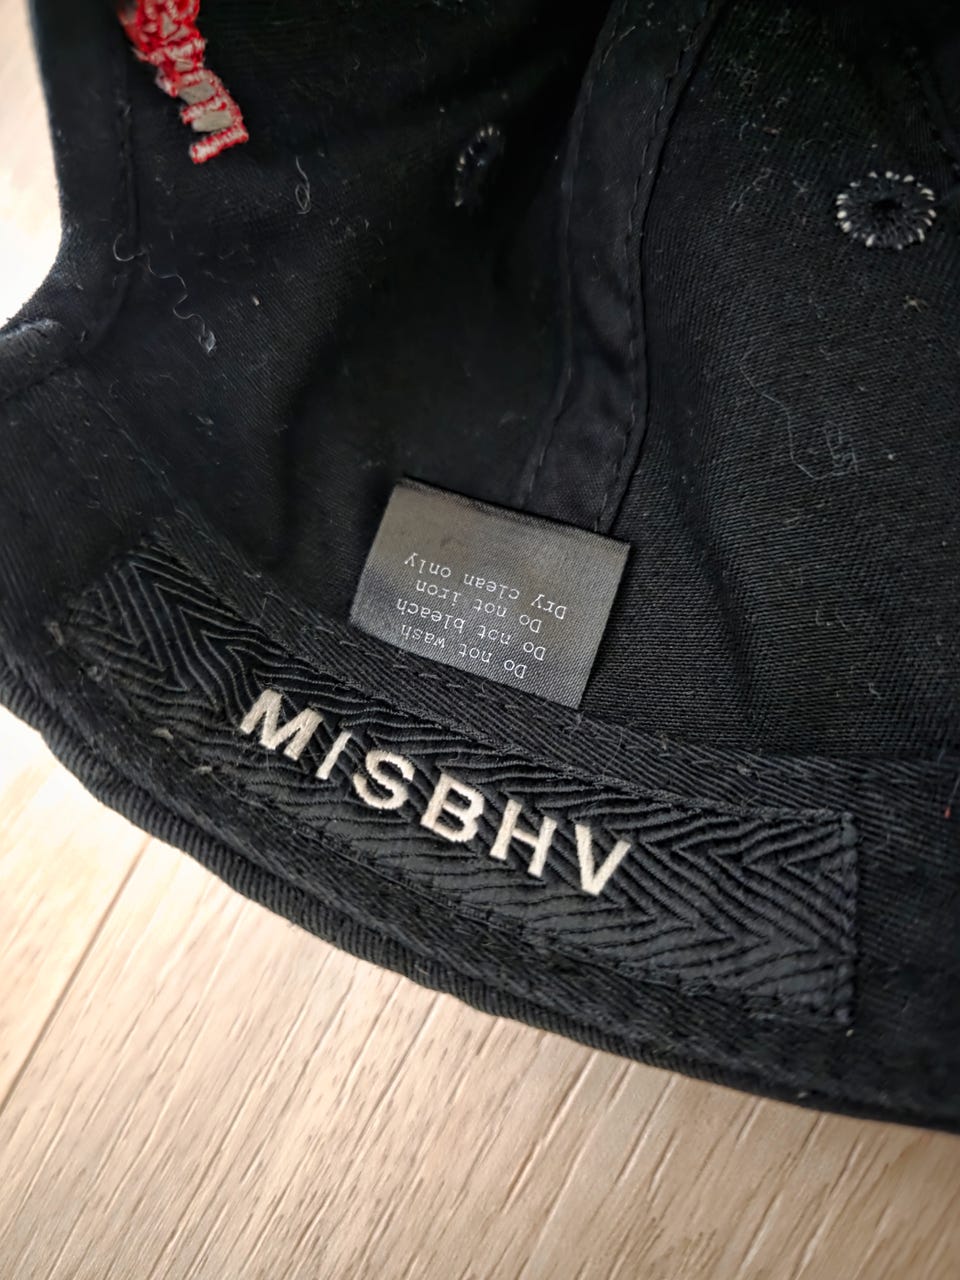 Do not wash
Do not bleach
Do not iron
Dry clean only
MISBHV